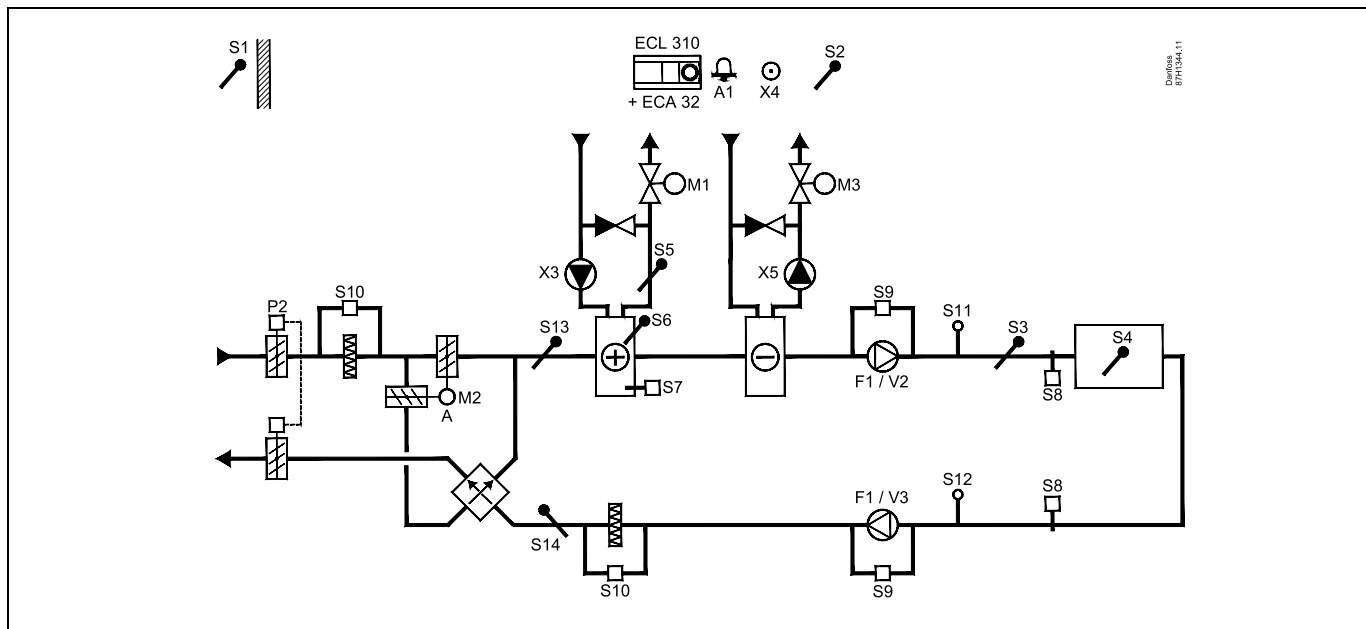 S1
ECL 310
S2
Danfoss
87H1344.11
A1
X4
+ ECA 32
M1
M3
S5
X3
X5
S10
P2
S9
S11
S13
S6
S3
S4
F1 / V2
S7
S8
M2
A
S12
F1 / V3
S8
S14
S10
S9